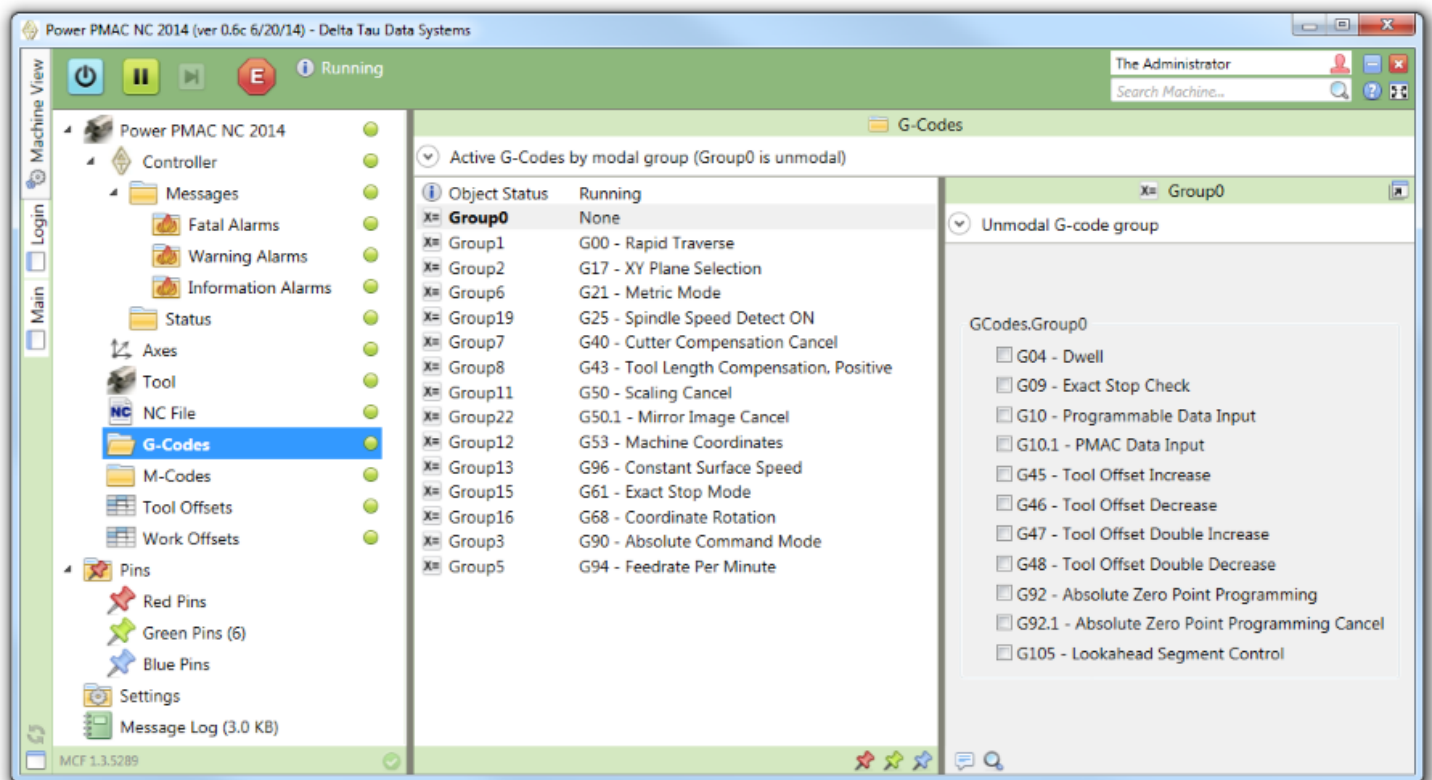 Power PMAC NC 2014 (ver 0.6c 6/20/14) - Delta Tau Data Systems
Machine View
Login
Main
E
Running
The Administrator
Search Machine...
Power PMAC NC 2014
Controller
Messages
Fatal Alarms
Warning Alarms
Information Alarms
Status
Axes
Tool
NC NC File
G-Codes
M-Codes
Tool Offsets
Work Offsets
Pins
Red Pins
Green Pins (6)
Blue Pins
Settings
Message Log (3.0 KB)
MCF 1.3.5289
G-Codes
Active G-Codes by modal group (Group0 is unmodal)
Object Status Running
X= Group0 None
X= Group1 G00 - Rapid Traverse
X= Group2 G17 - XY Plane Selection
X= Group6 G21 - Metric Mode
X= Group19 G25 - Spindle Speed Detect ON
X= Group7 G40 - Cutter Compensation Cancel
X= Group8 G43 - Tool Length Compensation, Positive
X= Group11 G50 - Scaling Cancel
X= Group22 G50.1 - Mirror Image Cancel
X= Group12 G53 - Machine Coordinates
X= Group13 G96 - Constant Surface Speed
X= Group15 G61 - Exact Stop Mode
X= Group16 G68 - Coordinate Rotation
X= Group3 G90 - Absolute Command Mode
X= Group5 G94 - Feedrate Per Minute
X= Group0
Unmodal G-code group
GCodes.Group0
G04 - Dwell
G09 - Exact Stop Check
G10 - Programmable Data Input
G10.1 - PMAC Data Input
G45 - Tool Offset Increase
G46 - Tool Offset Decrease
G47 - Tool Offset Double Increase
G48 - Tool Offset Double Decrease
G92 - Absolute Zero Point Programming
G92.1 - Absolute Zero Point Programming Cancel
G105 - Lookahead Segment Control